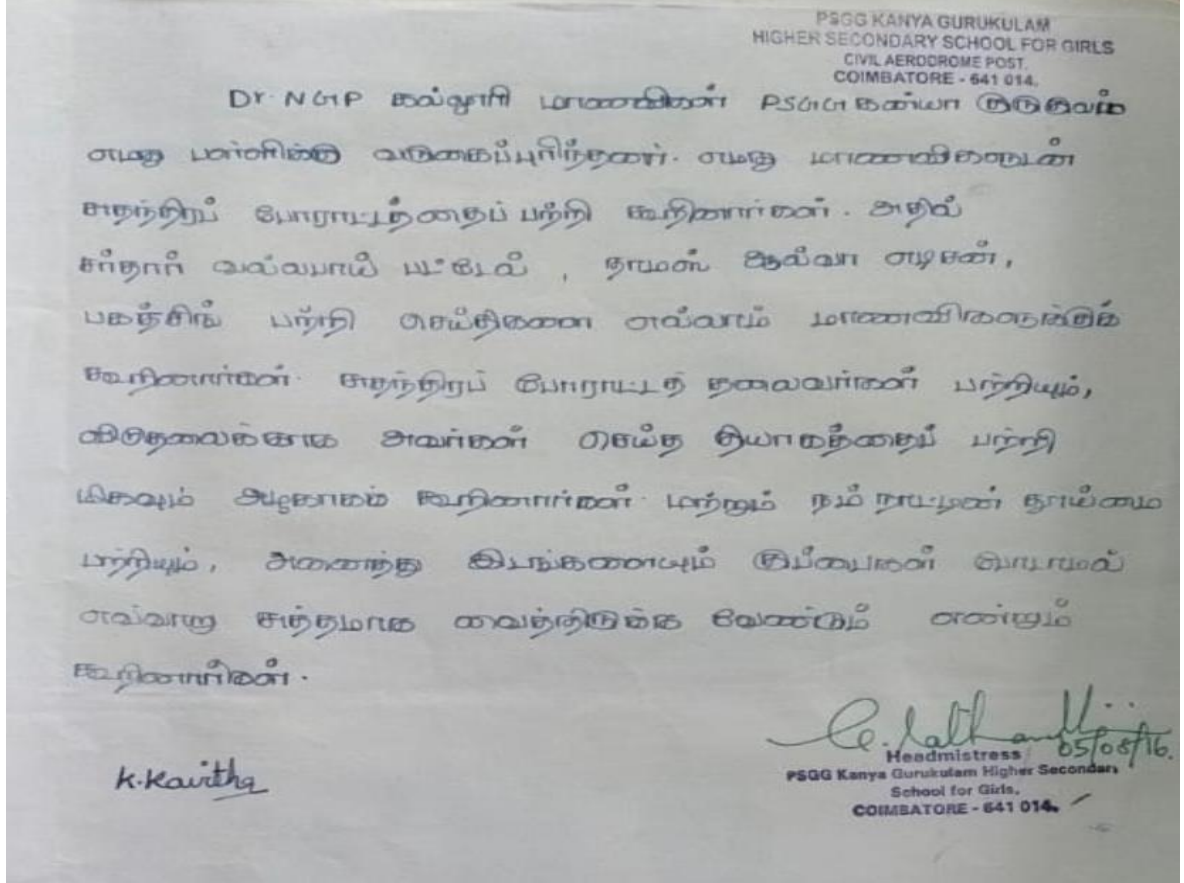 PSGG KANYA GURUKULAM
HIGHER SECONDARY SCHOOL FOR GIRLS
CIVIL AERODROME POST,
COIMBATORE - 641 014.
Dr. NGP கல்லூரி மாணவிகள் PSGG கன்யா குருகுலம்
எமது பள்ளிக்கு வருகைப்புரிந்தனர். எமது மாணவிகளுடன்
சுதந்திரப் போராட்டத்தைப் பற்றி கூறினார்கள். அதில்
சர்தார் வல்லபாய் பட்டேல் , தாமஸ் ஆல்வா எடிசன்,
பகத்சிங் பற்றி செய்திகளை எல்லாம் மாணவிகளுக்குக்
கூறினார்கள். சுதந்திரப் போராட்டத் தலைவர்கள் பற்றியும்,
விடுதலைக்காக அவர்கள் செய்த தியாகத்தைப் பற்றி
மிகவும் அழகாகம் கூறினார்கள். மற்றும் நம் நாட்டின் தூய்மை
பற்றியும், அனைத்து இடங்களையும் குப்பைகள் போடாமல்
எவ்வாறு சுத்தமாக வைத்திருக்க வேண்டும் என்றும்
கூறினார்கள்.
05/08/16.
Headmistress
PSGG Kanya Gurukulam Higher Secondary
School for Girls,
COIMBATORE - 641 014.
K.Kavitha